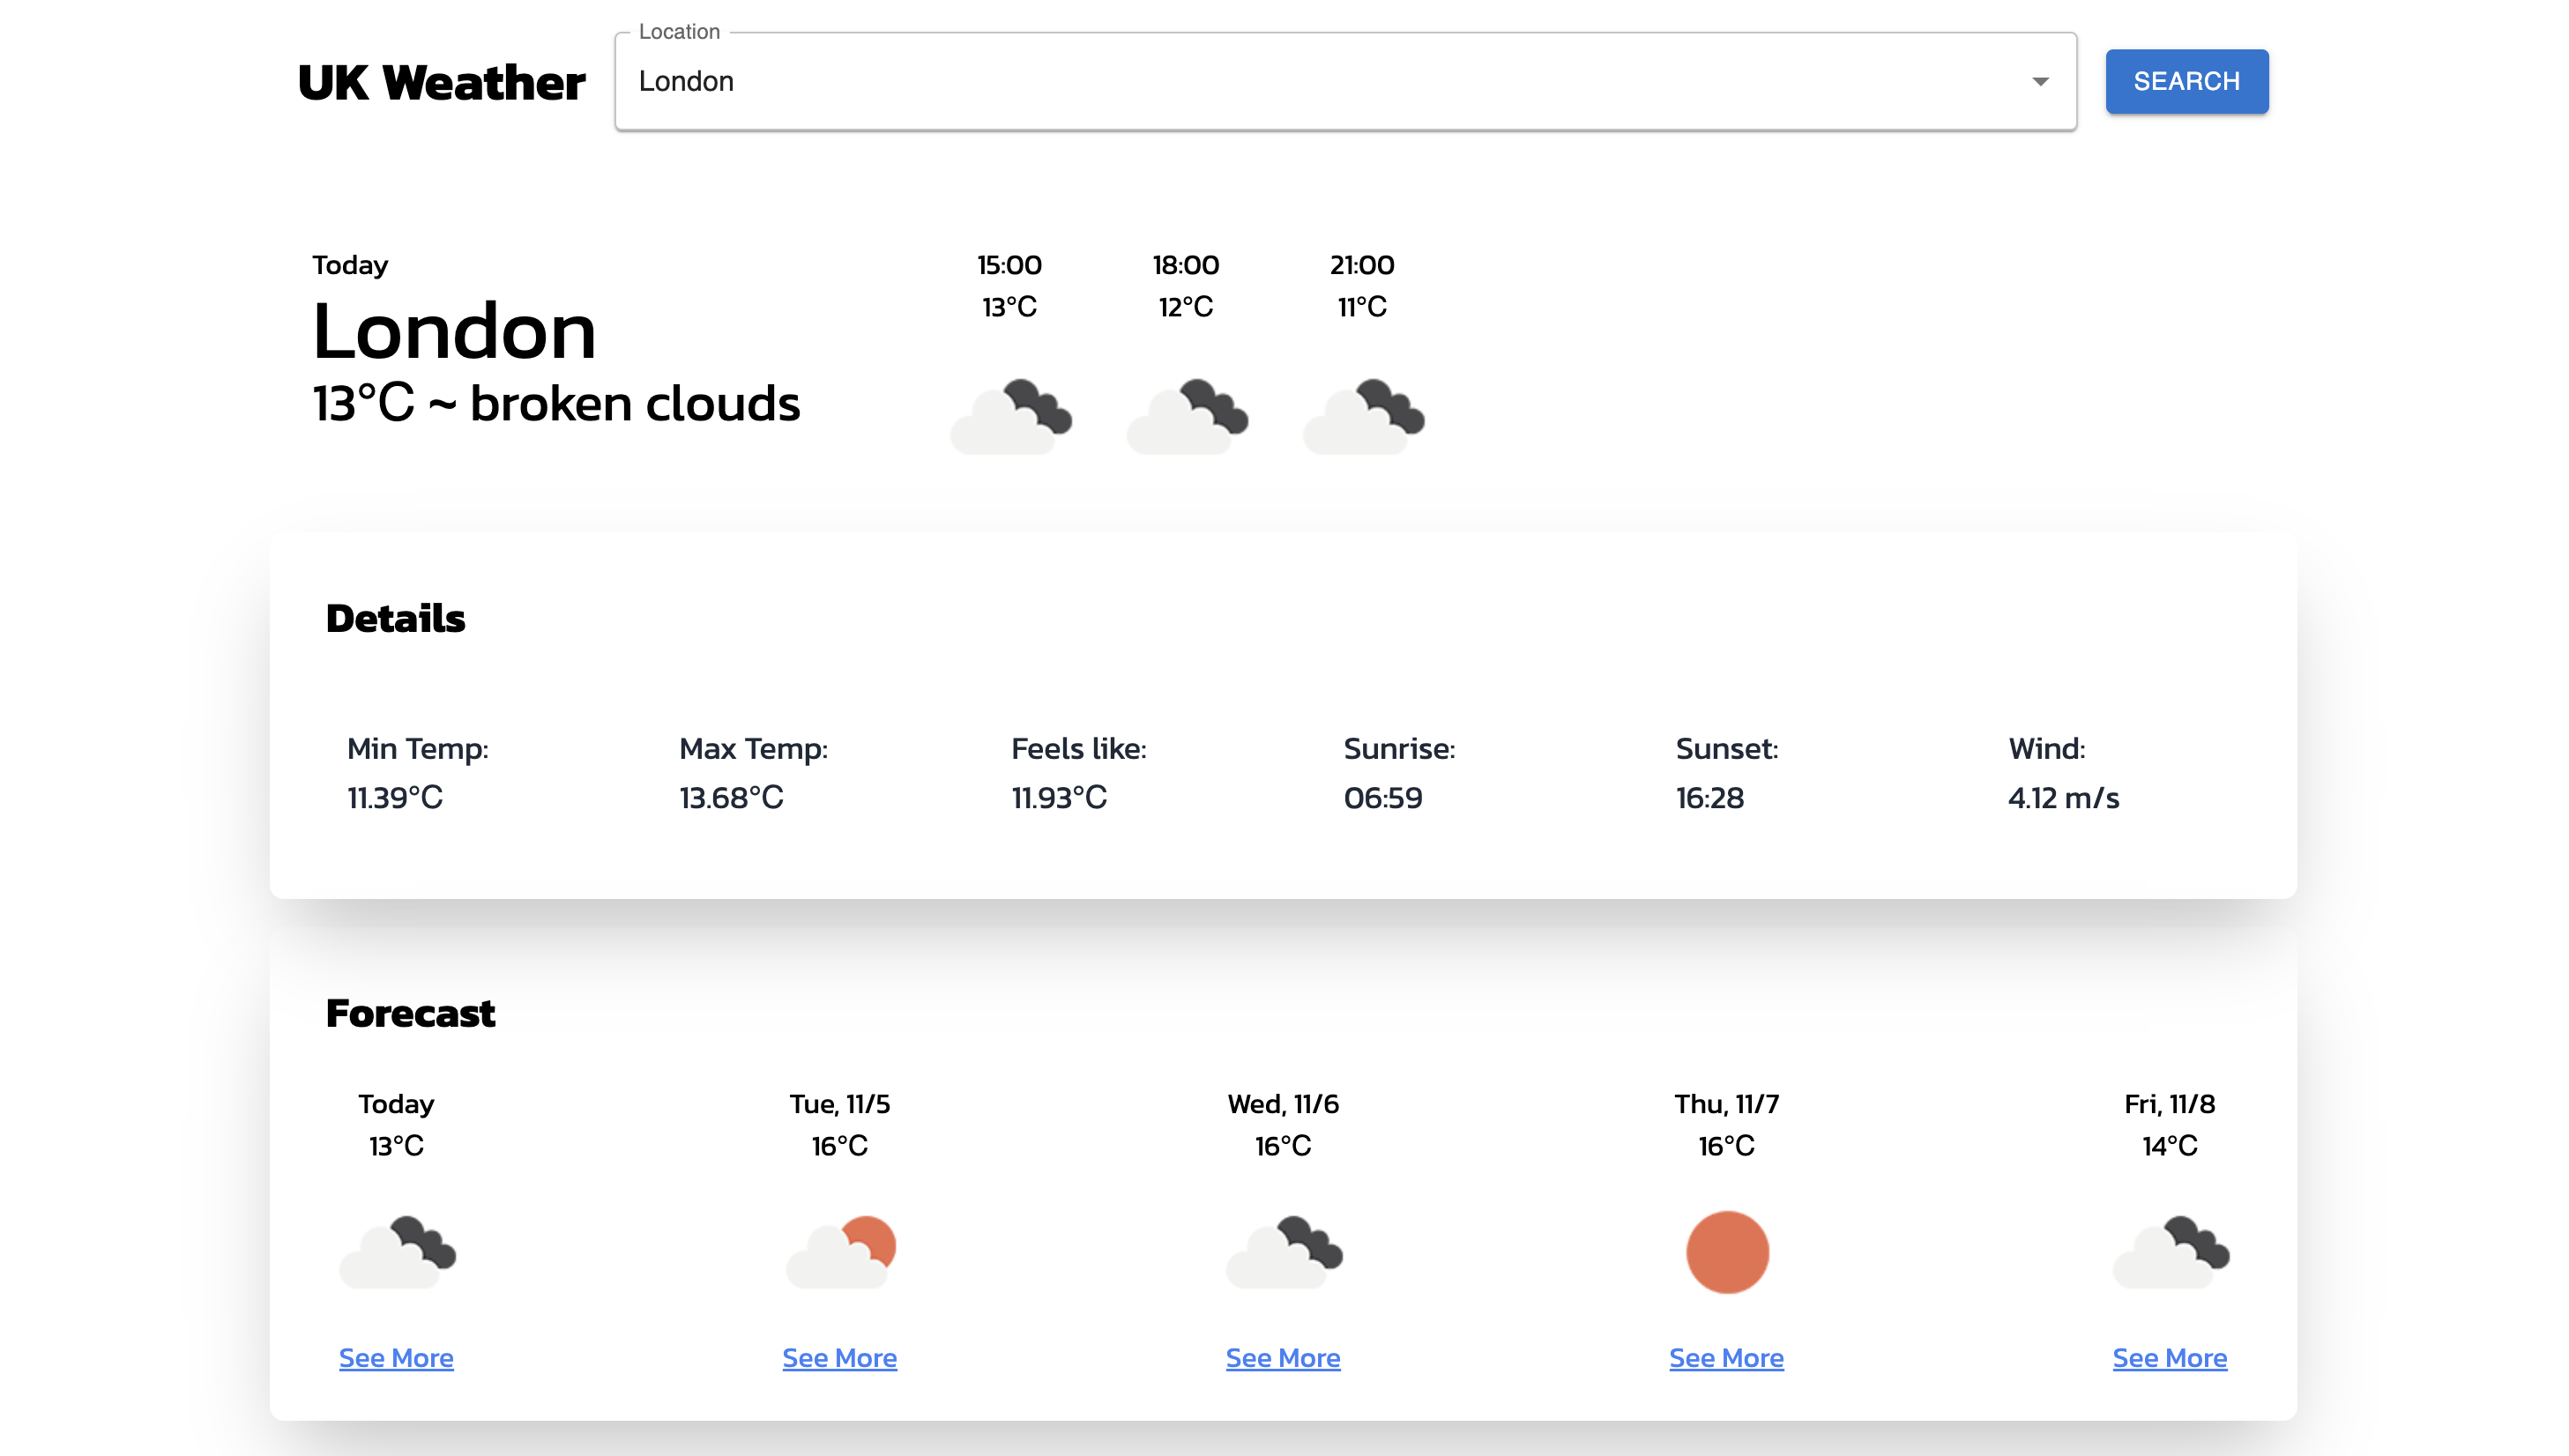 Location
UK Weather
London
SEARCH
Today
London
13°C ~ broken clouds
15:00 18:00 21:00
13°C 12°C 11°C
Details
Min Temp: Max Temp: Feels like: Sunrise: Sunset: Wind:
11.39°C 13.68°C 11.93°C 06:59 16:28 4.12 m/s
Forecast
Today Tue, 11/5 Wed, 11/6 Thu, 11/7 Fri, 11/8
13°C 16°C 16°C 16°C 14°C
See More See More See More See More See More